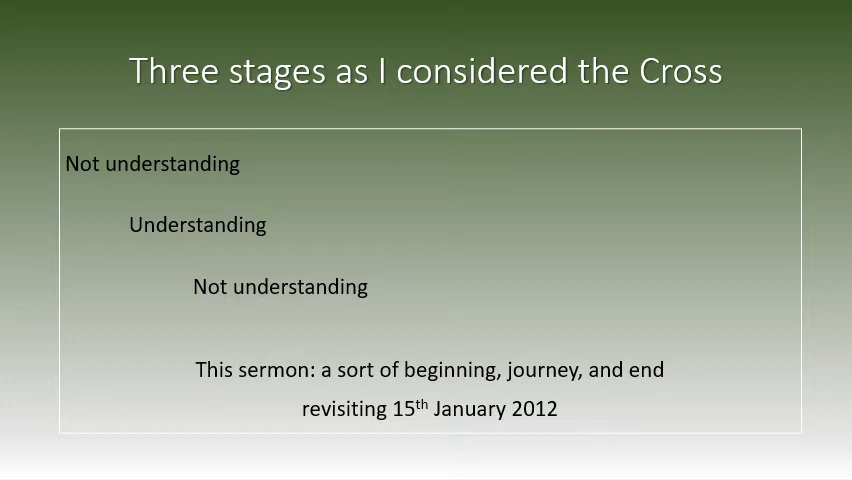 Three stages as I considered the Cross
Not understanding
Understanding
Not understanding
This sermon: a sort of beginning, journey, and end
revisiting 15th January 2012